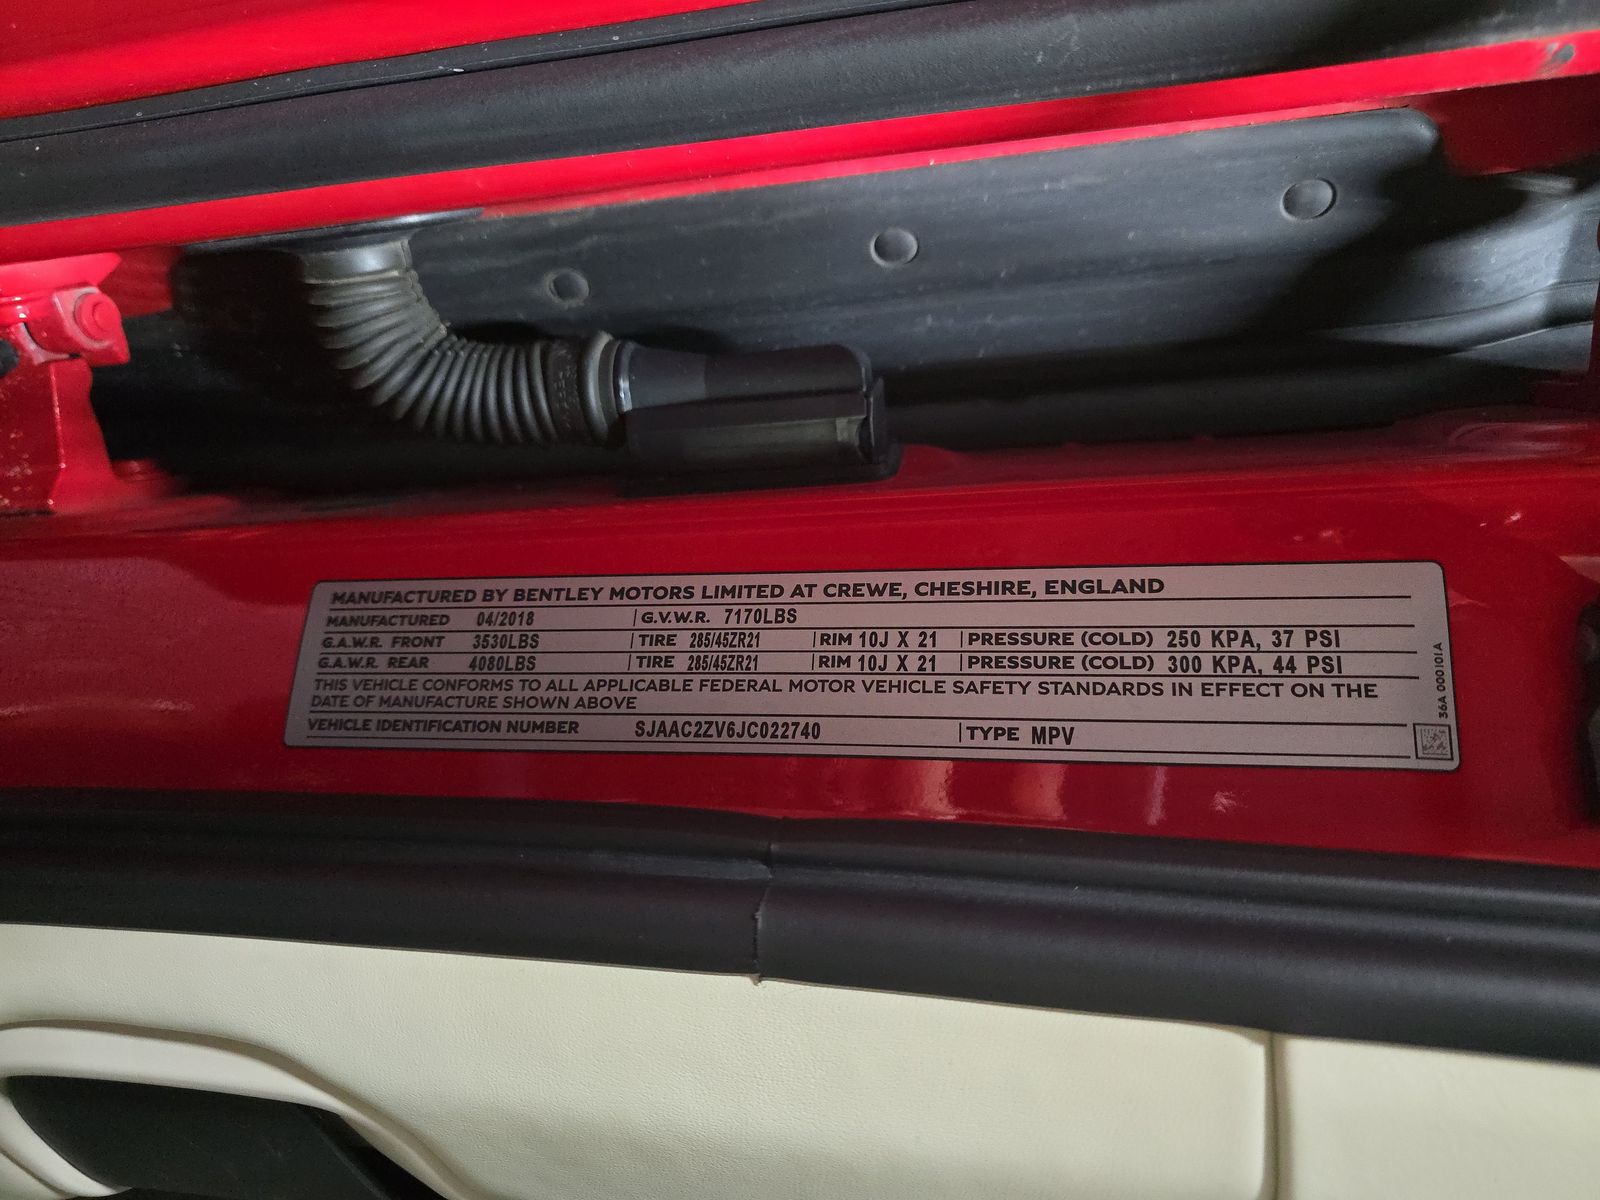 MANUFACTURED BY BENTLEY MOTORS LIMITED AT CREWE, CHESHIRE, ENGLAND
MANUFACTURED 04/2018 G.V.W.R. 7170LBS
G.A.W.R. FRONT 3530LBS TIRE 285/45ZR21 RIM 10J X 21 PRESSURE (COLD) 250 KPA, 37 PSI
G.A.W.R. REAR 4080LBS TIRE 285/45ZR21 RIM 10J X 21 PRESSURE (COLD) 300 KPA, 44 PSI
THIS VEHICLE CONFORMS TO ALL APPLICABLE FEDERAL MOTOR VEHICLE SAFETY STANDARDS IN EFFECT ON THE
DATE OF MANUFACTURE SHOWN ABOVE
VEHICLE IDENTIFICATION NUMBER SJAAC2ZV6JC022740 TYPE MPV
36A 000101A